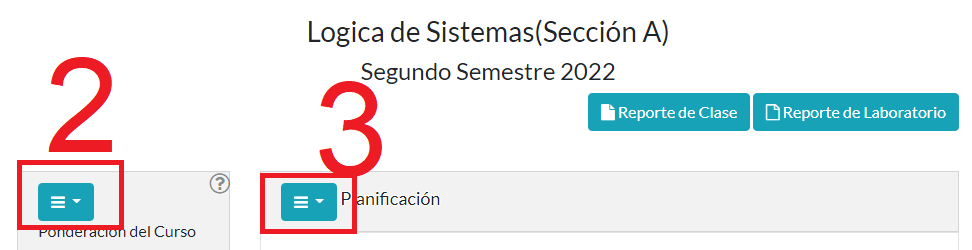 Logica de Sistemas(Sección A)
Segundo Semestre 2022
Reporte de Clase Reporte de Laboratorio
2
3
Planificación
Ponderación del Curso